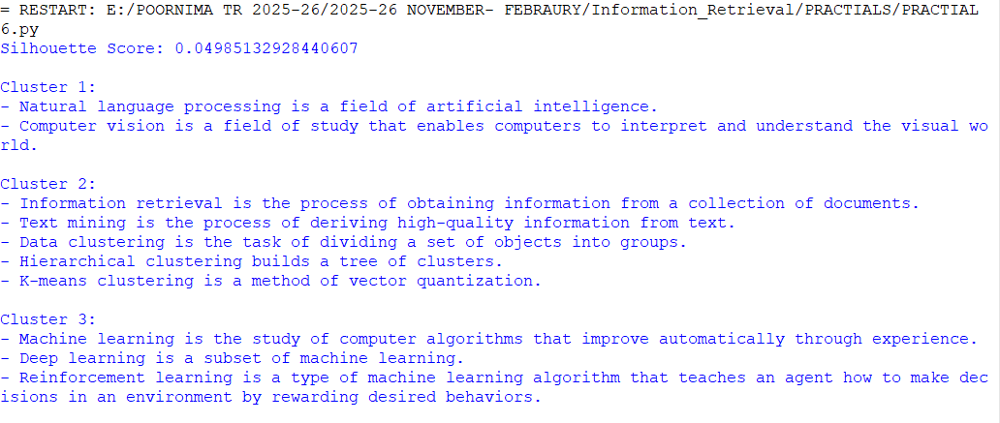 = RESTART: E:/POORNIMA TR 2025-26/2025-26 NOVEMBER- FEBRAURY/Information_Retrieval/PRACTIALS/PRACTIAL
6.py
Silhouette Score: 0.04985132928440607

Cluster 1:
- Natural language processing is a field of artificial intelligence.
- Computer vision is a field of study that enables computers to interpret and understand the visual wo
rld.

Cluster 2:
- Information retrieval is the process of obtaining information from a collection of documents.
- Text mining is the process of deriving high-quality information from text.
- Data clustering is the task of dividing a set of objects into groups.
- Hierarchical clustering builds a tree of clusters.
- K-means clustering is a method of vector quantization.

Cluster 3:
- Machine learning is the study of computer algorithms that improve automatically through experience.
- Deep learning is a subset of machine learning.
- Reinforcement learning is a type of machine learning algorithm that teaches an agent how to make dec
isions in an environment by rewarding desired behaviors.